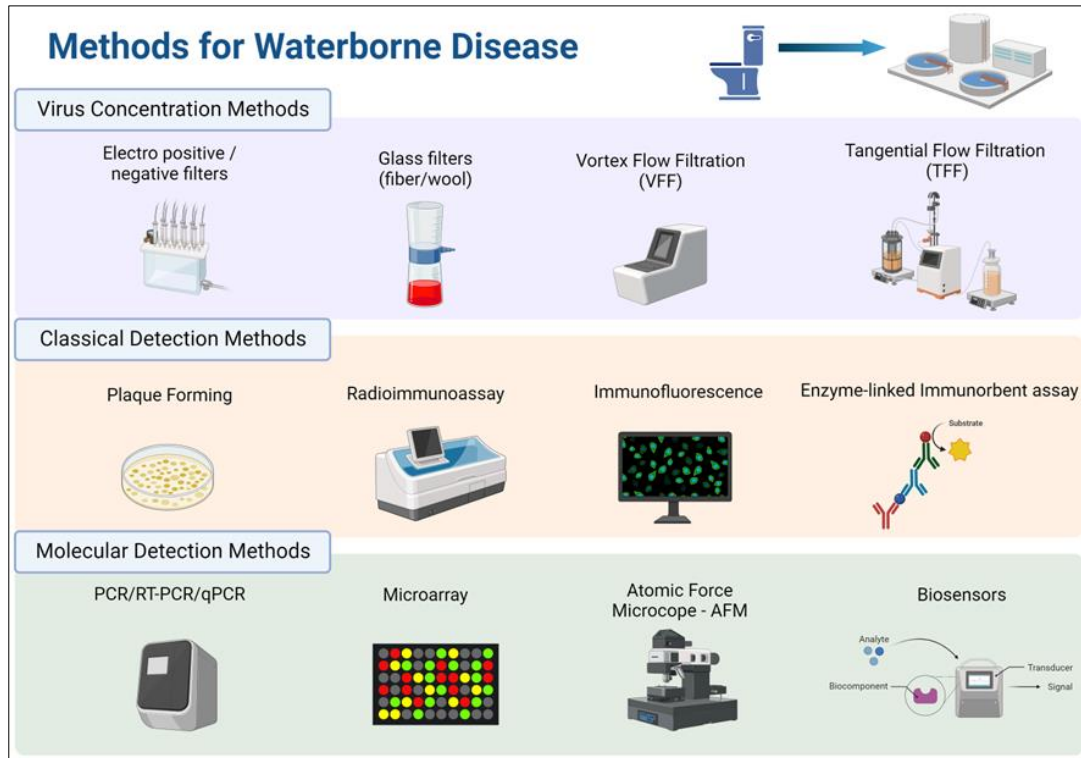 Methods for Waterborne Disease
Virus Concentration Methods
Electro positive /
negative filters
Glass filters
(fiber/wool)
Vortex Flow Filtration
(VFF)
Tangential Flow Filtration
(TFF)
Classical Detection Methods
Plaque Forming
Radioimmunoassay
Immunofluorescence
Enzyme-linked Immunorbent assay
Substrate
Molecular Detection Methods
PCR/RT-PCR/qPCR
Microarray
Atomic Force
Microcope - AFM
Biosensors
Analyte
Transducer
Biocomponent
Signal